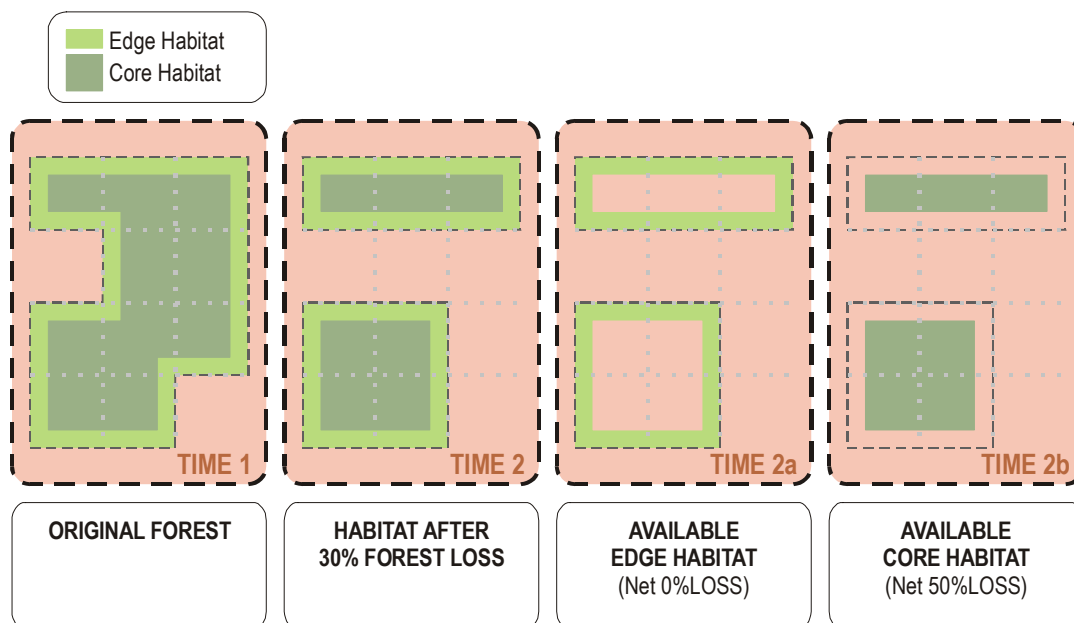 Edge Habitat
Core Habitat
TIME 1
TIME 2
TIME 2a
TIME 2b
ORIGINAL FOREST
HABITAT AFTER
30% FOREST LOSS
AVAILABLE
EDGE HABITAT
(Net 0%LOSS)
AVAILABLE
CORE HABITAT
(Net 50%LOSS)